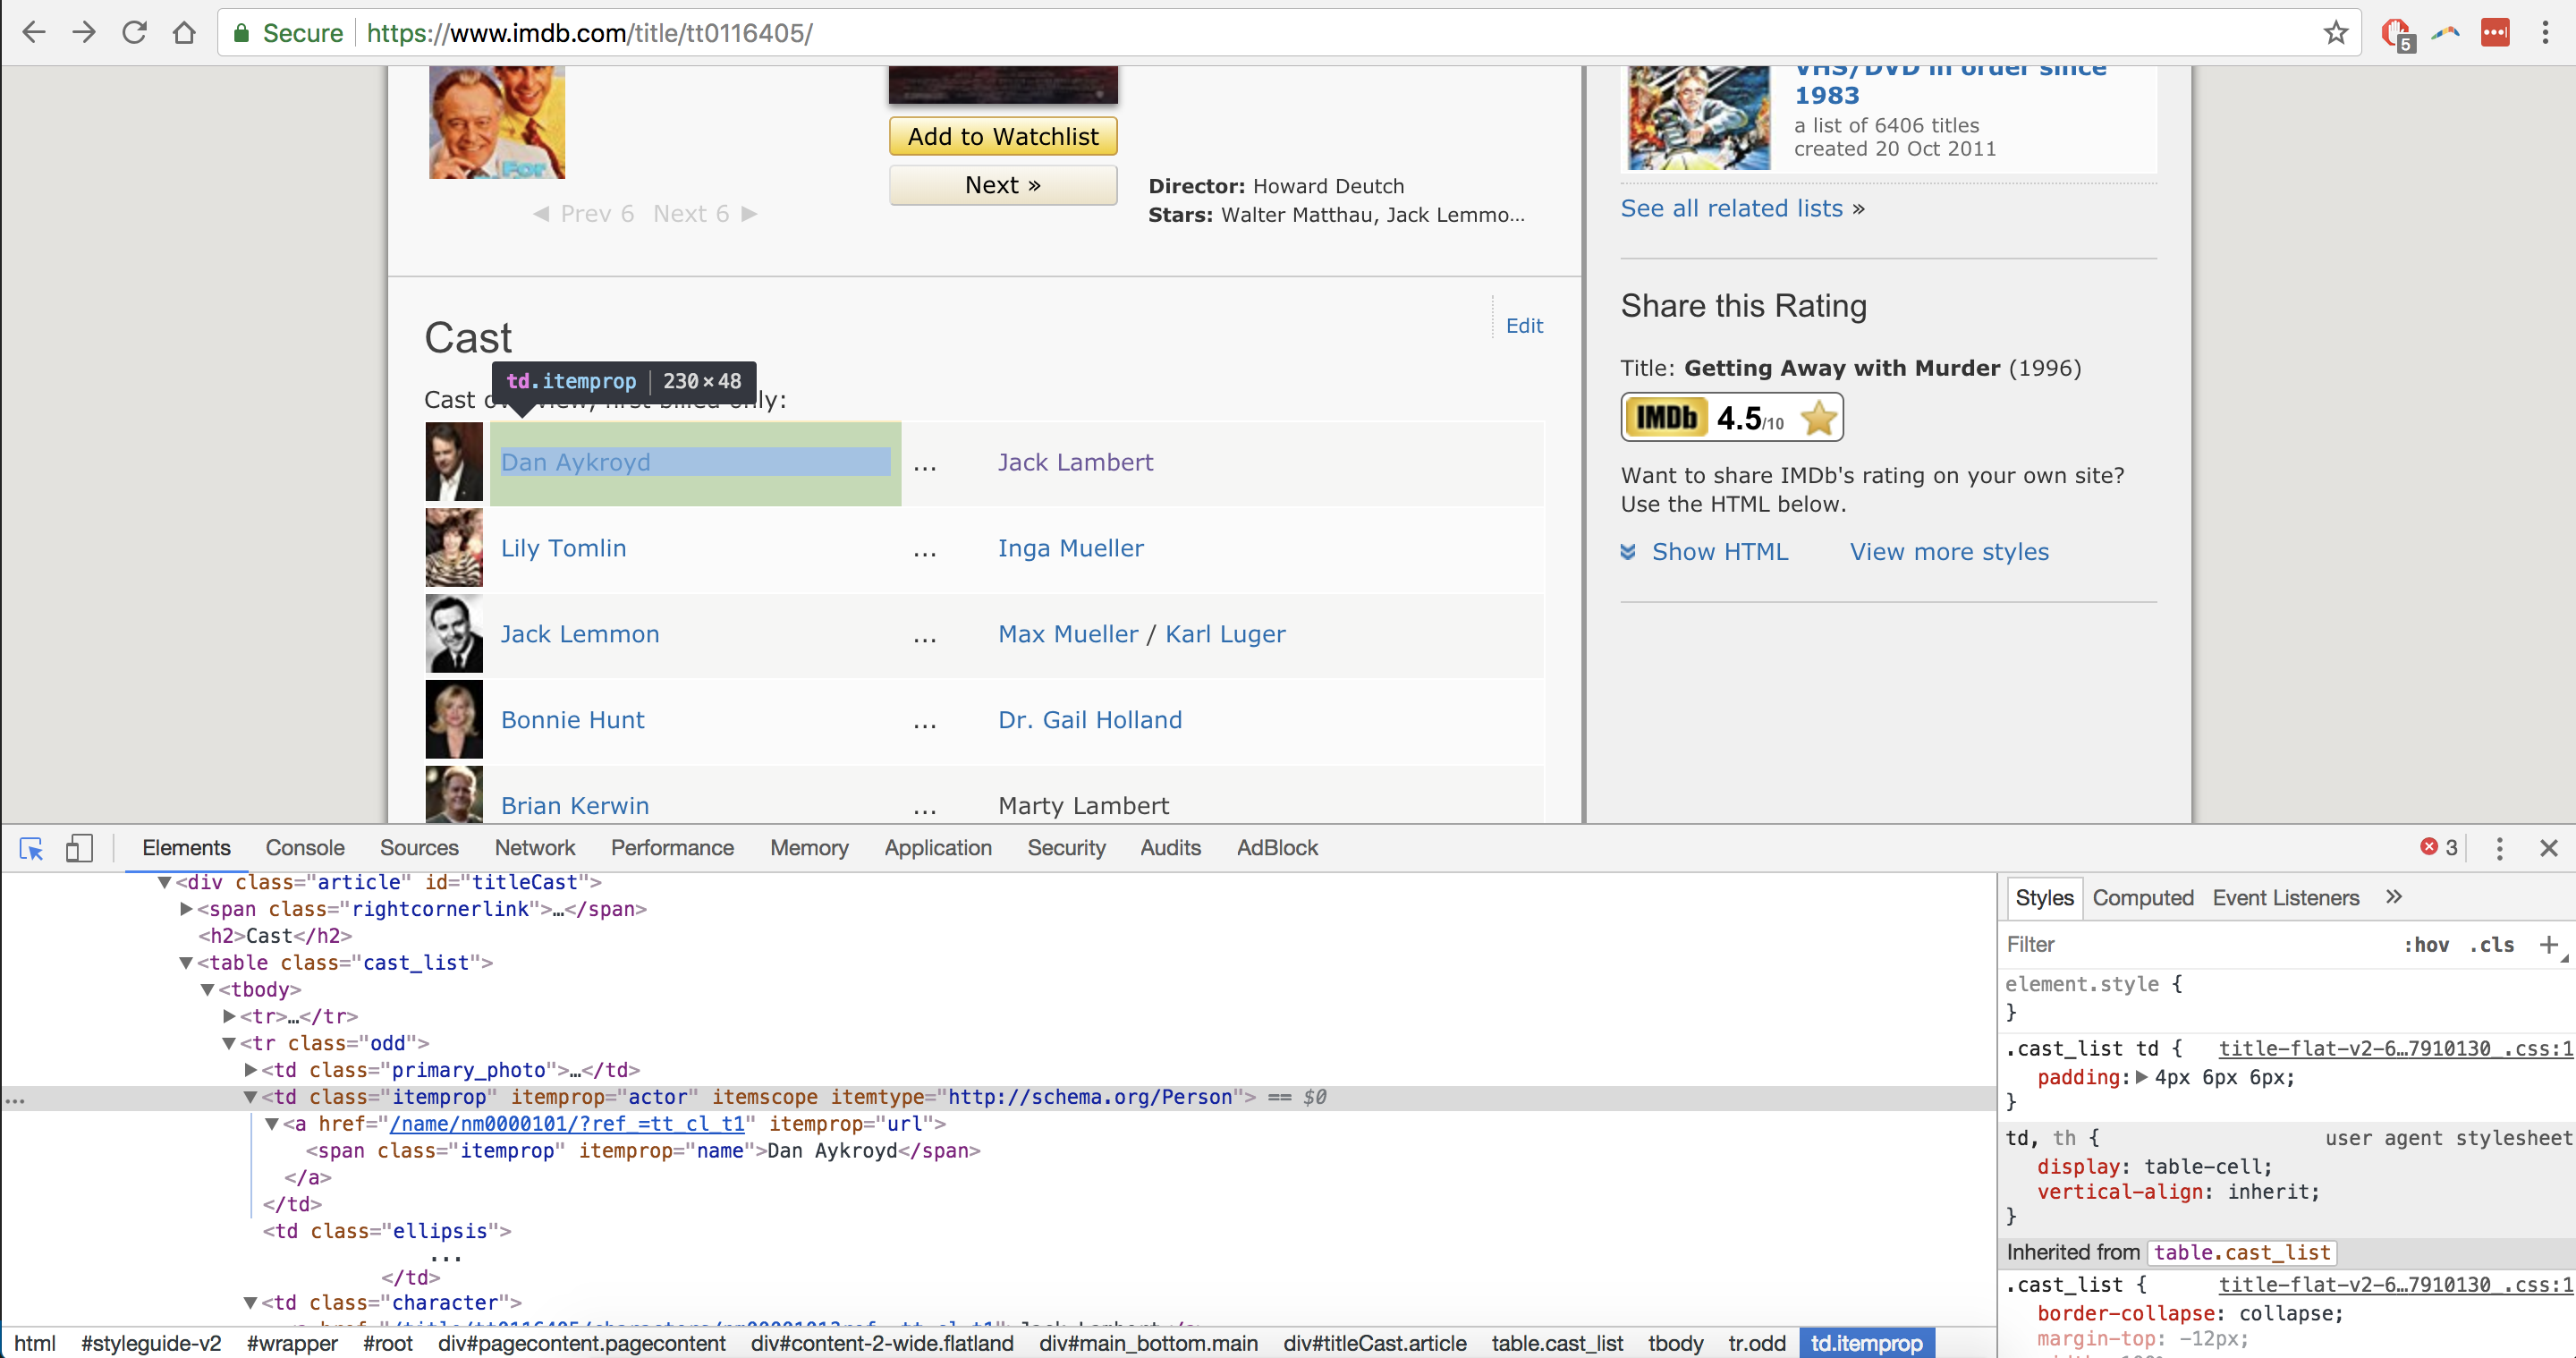 Secure https://www.imdb.com/title/tt0116405/
5
For
Add to Watchlist
Next »
◀ Prev 6 Next 6 ▶
Director: Howard Deutch
Stars: Walter Matthau, Jack Lemmo...
Cast
Edit
td.itemprop | 230 × 48
Cast overview, first billed only:
Dan Aykroyd ... Jack Lambert
Lily Tomlin ... Inga Mueller
Jack Lemmon ... Max Mueller / Karl Luger
Bonnie Hunt ... Dr. Gail Holland
Brian Kerwin ... Marty Lambert
VHS/DVD in order since
1983
a list of 6406 titles
created 20 Oct 2011
See all related lists »
Share this Rating
Title: Getting Away with Murder (1996)
IMDb 4.5/10
Want to share IMDb's rating on your own site?
Use the HTML below.
Show HTML View more styles
Elements Console Sources Network Performance Memory Application Security Audits AdBlock 3
▼<div class="article" id="titleCast">
▶<span class="rightcornerlink">…</span>
<h2>Cast</h2>
▼<table class="cast_list">
▼<tbody>
▶<tr>…</tr>
▼<tr class="odd">
▶<td class="primary_photo">…</td>
... ▼<td class="itemprop" itemprop="actor" itemscope itemtype="http://schema.org/Person"> == $0
▼<a href="/name/nm0000101/?ref_=tt_cl_t1" itemprop="url">
<span class="itemprop" itemprop="name">Dan Aykroyd</span>
</a>
</td>
<td class="ellipsis">
...
</td>
▼<td class="character">
html #styleguide-v2 #wrapper #root div#pagecontent.pagecontent div#content-2-wide.flatland div#main_bottom.main div#titleCast.article table.cast_list tbody tr.odd td.itemprop
Styles Computed Event Listeners »
Filter :hov .cls +
element.style {
}
.cast_list td { title-flat-v2-6…7910130_.css:1
padding:▶4px 6px 6px;
}
td, th { user agent stylesheet
display: table-cell;
vertical-align: inherit;
}
Inherited from table.cast_list
.cast_list { title-flat-v2-6…7910130_.css:1
border-collapse: collapse;
margin-top: -12px;